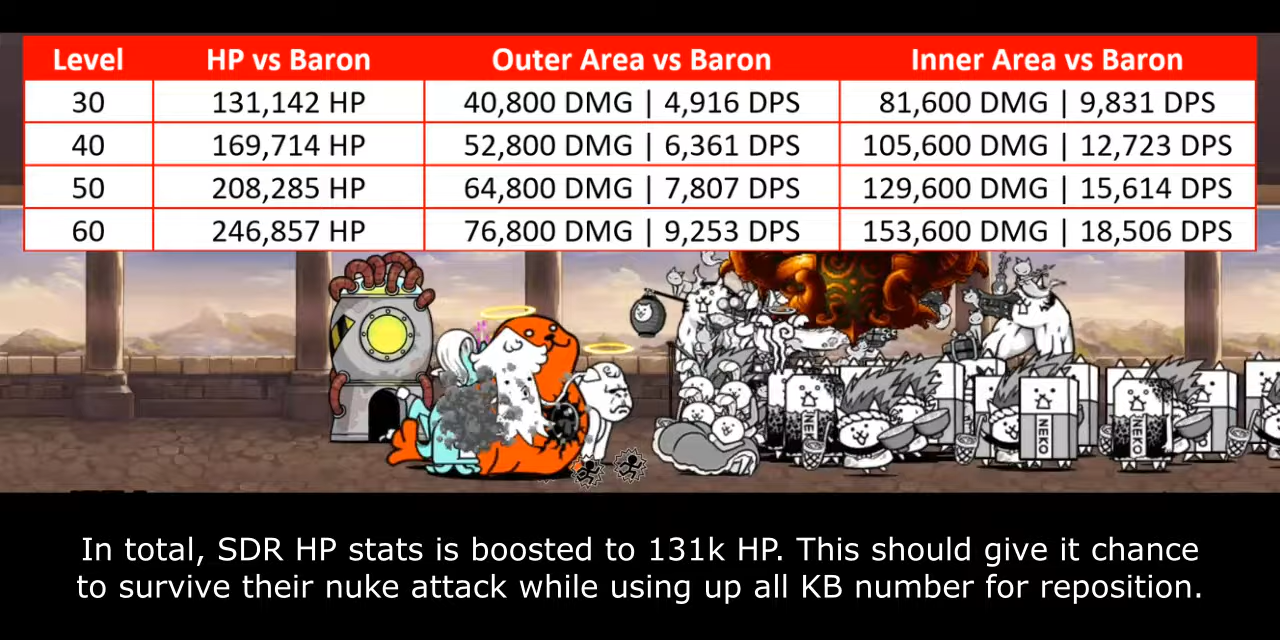 Level HP vs Baron Outer Area vs Baron Inner Area vs Baron
30 131,142 HP 40,800 DMG | 4,916 DPS 81,600 DMG | 9,831 DPS
40 169,714 HP 52,800 DMG | 6,361 DPS 105,600 DMG | 12,723 DPS
50 208,285 HP 64,800 DMG | 7,807 DPS 129,600 DMG | 15,614 DPS
60 246,857 HP 76,800 DMG | 9,253 DPS 153,600 DMG | 18,506 DPS
NEKO
In total, SDR HP stats is boosted to 131k HP. This should give it chance
to survive their nuke attack while using up all KB number for reposition.